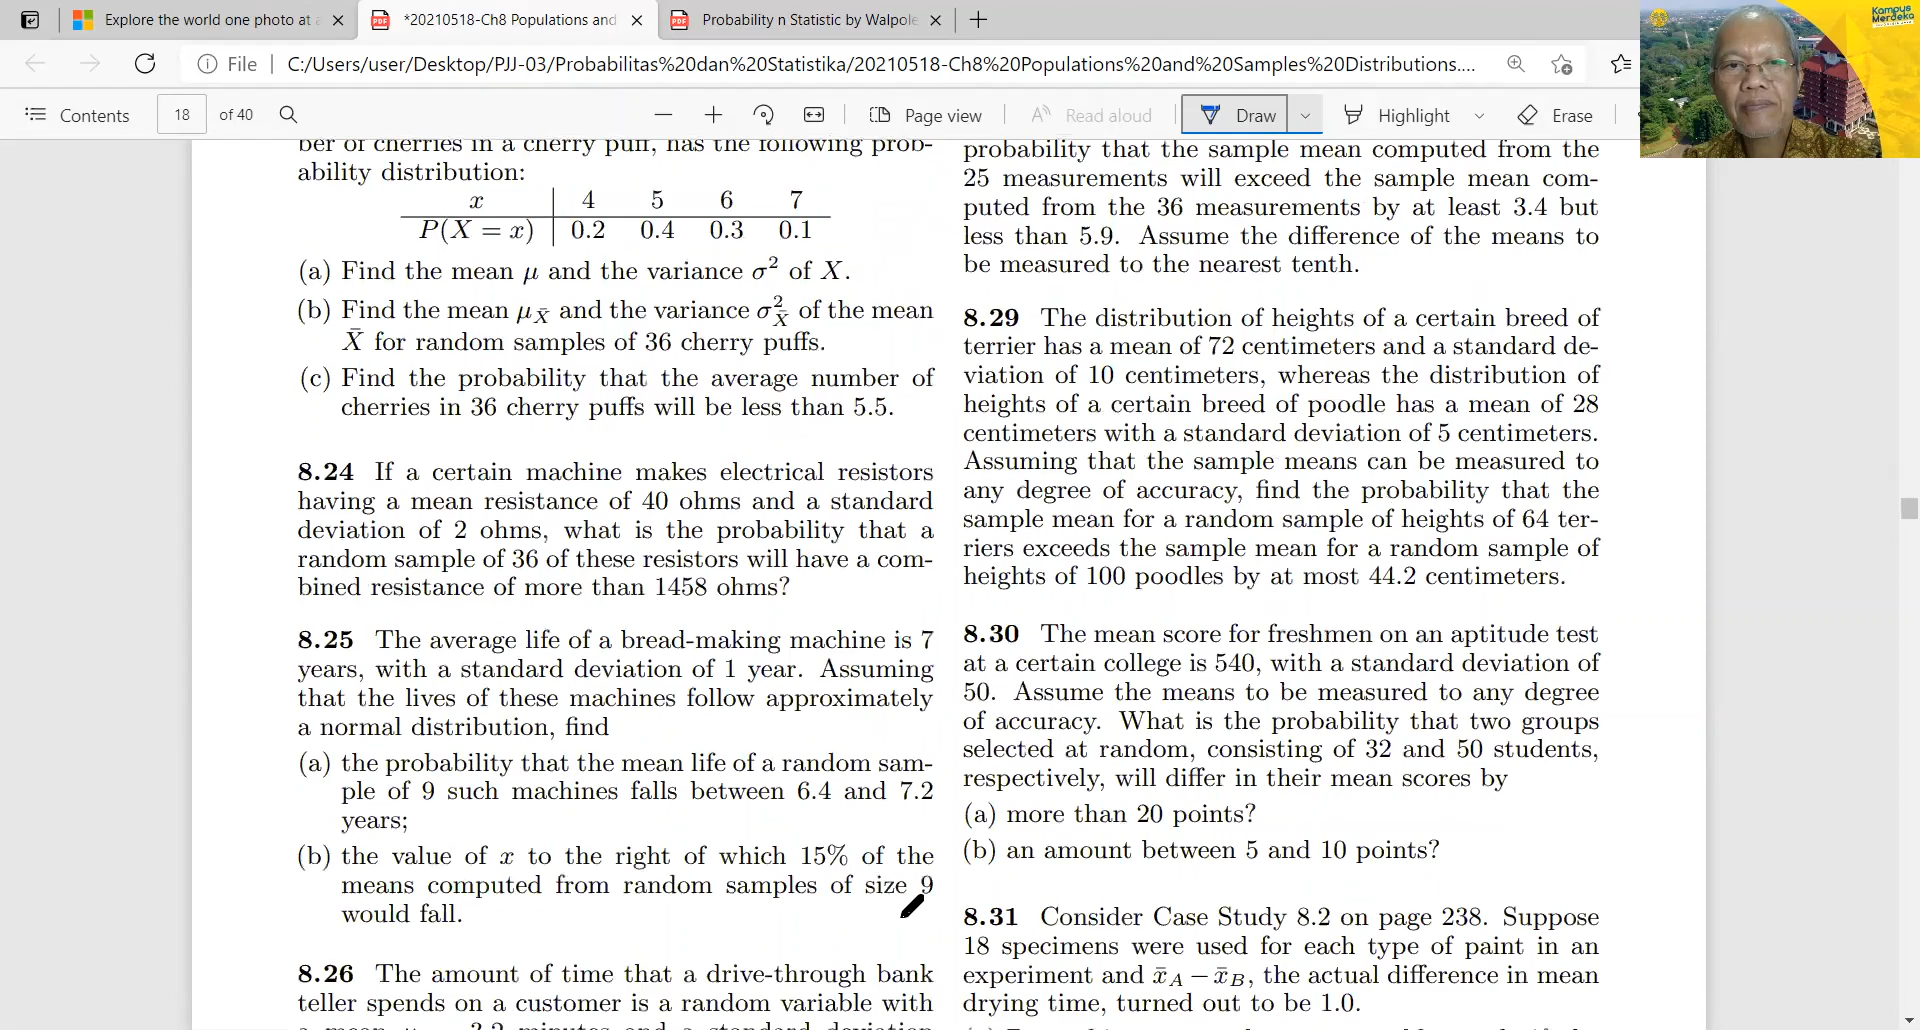 Explore the world one photo at a
*20210518-Ch8 Populations and
Probability n Statistic by Walpole
File
C:/Users/user/Desktop/PJJ-03/Probabilitas%20dan%20Statistika/20210518-Ch8%20Populations%20and%20Samples%20Distributions....
Contents
18 of 40
Page view
Read aloud
Draw
Highlight
Erase
Kampus
Merdeka
ber of cherries in a cherry puff, has the following prob-
ability distribution:
x 4 5 6 7
P(X = x) 0.2 0.4 0.3 0.1
(a) Find the mean μ and the variance σ² of X.
(b) Find the mean μ_X̄ and the variance σ²_X̄ of the mean
X̄ for random samples of 36 cherry puffs.
(c) Find the probability that the average number of
cherries in 36 cherry puffs will be less than 5.5.
8.24 If a certain machine makes electrical resistors
having a mean resistance of 40 ohms and a standard
deviation of 2 ohms, what is the probability that a
random sample of 36 of these resistors will have a com-
bined resistance of more than 1458 ohms?
8.25 The average life of a bread-making machine is 7
years, with a standard deviation of 1 year. Assuming
that the lives of these machines follow approximately
a normal distribution, find
(a) the probability that the mean life of a random sam-
ple of 9 such machines falls between 6.4 and 7.2
years;
(b) the value of x to the right of which 15% of the
means computed from random samples of size 9
would fall.
8.26 The amount of time that a drive-through bank
teller spends on a customer is a random variable with
probability that the sample mean computed from the
25 measurements will exceed the sample mean com-
puted from the 36 measurements by at least 3.4 but
less than 5.9. Assume the difference of the means to
be measured to the nearest tenth.
8.29 The distribution of heights of a certain breed of
terrier has a mean of 72 centimeters and a standard de-
viation of 10 centimeters, whereas the distribution of
heights of a certain breed of poodle has a mean of 28
centimeters with a standard deviation of 5 centimeters.
Assuming that the sample means can be measured to
any degree of accuracy, find the probability that the
sample mean for a random sample of heights of 64 ter-
riers exceeds the sample mean for a random sample of
heights of 100 poodles by at most 44.2 centimeters.
8.30 The mean score for freshmen on an aptitude test
at a certain college is 540, with a standard deviation of
50. Assume the means to be measured to any degree
of accuracy. What is the probability that two groups
selected at random, consisting of 32 and 50 students,
respectively, will differ in their mean scores by
(a) more than 20 points?
(b) an amount between 5 and 10 points?
8.31 Consider Case Study 8.2 on page 238. Suppose
18 specimens were used for each type of paint in an
experiment and x̄_A − x̄_B, the actual difference in mean
drying time, turned out to be 1.0.